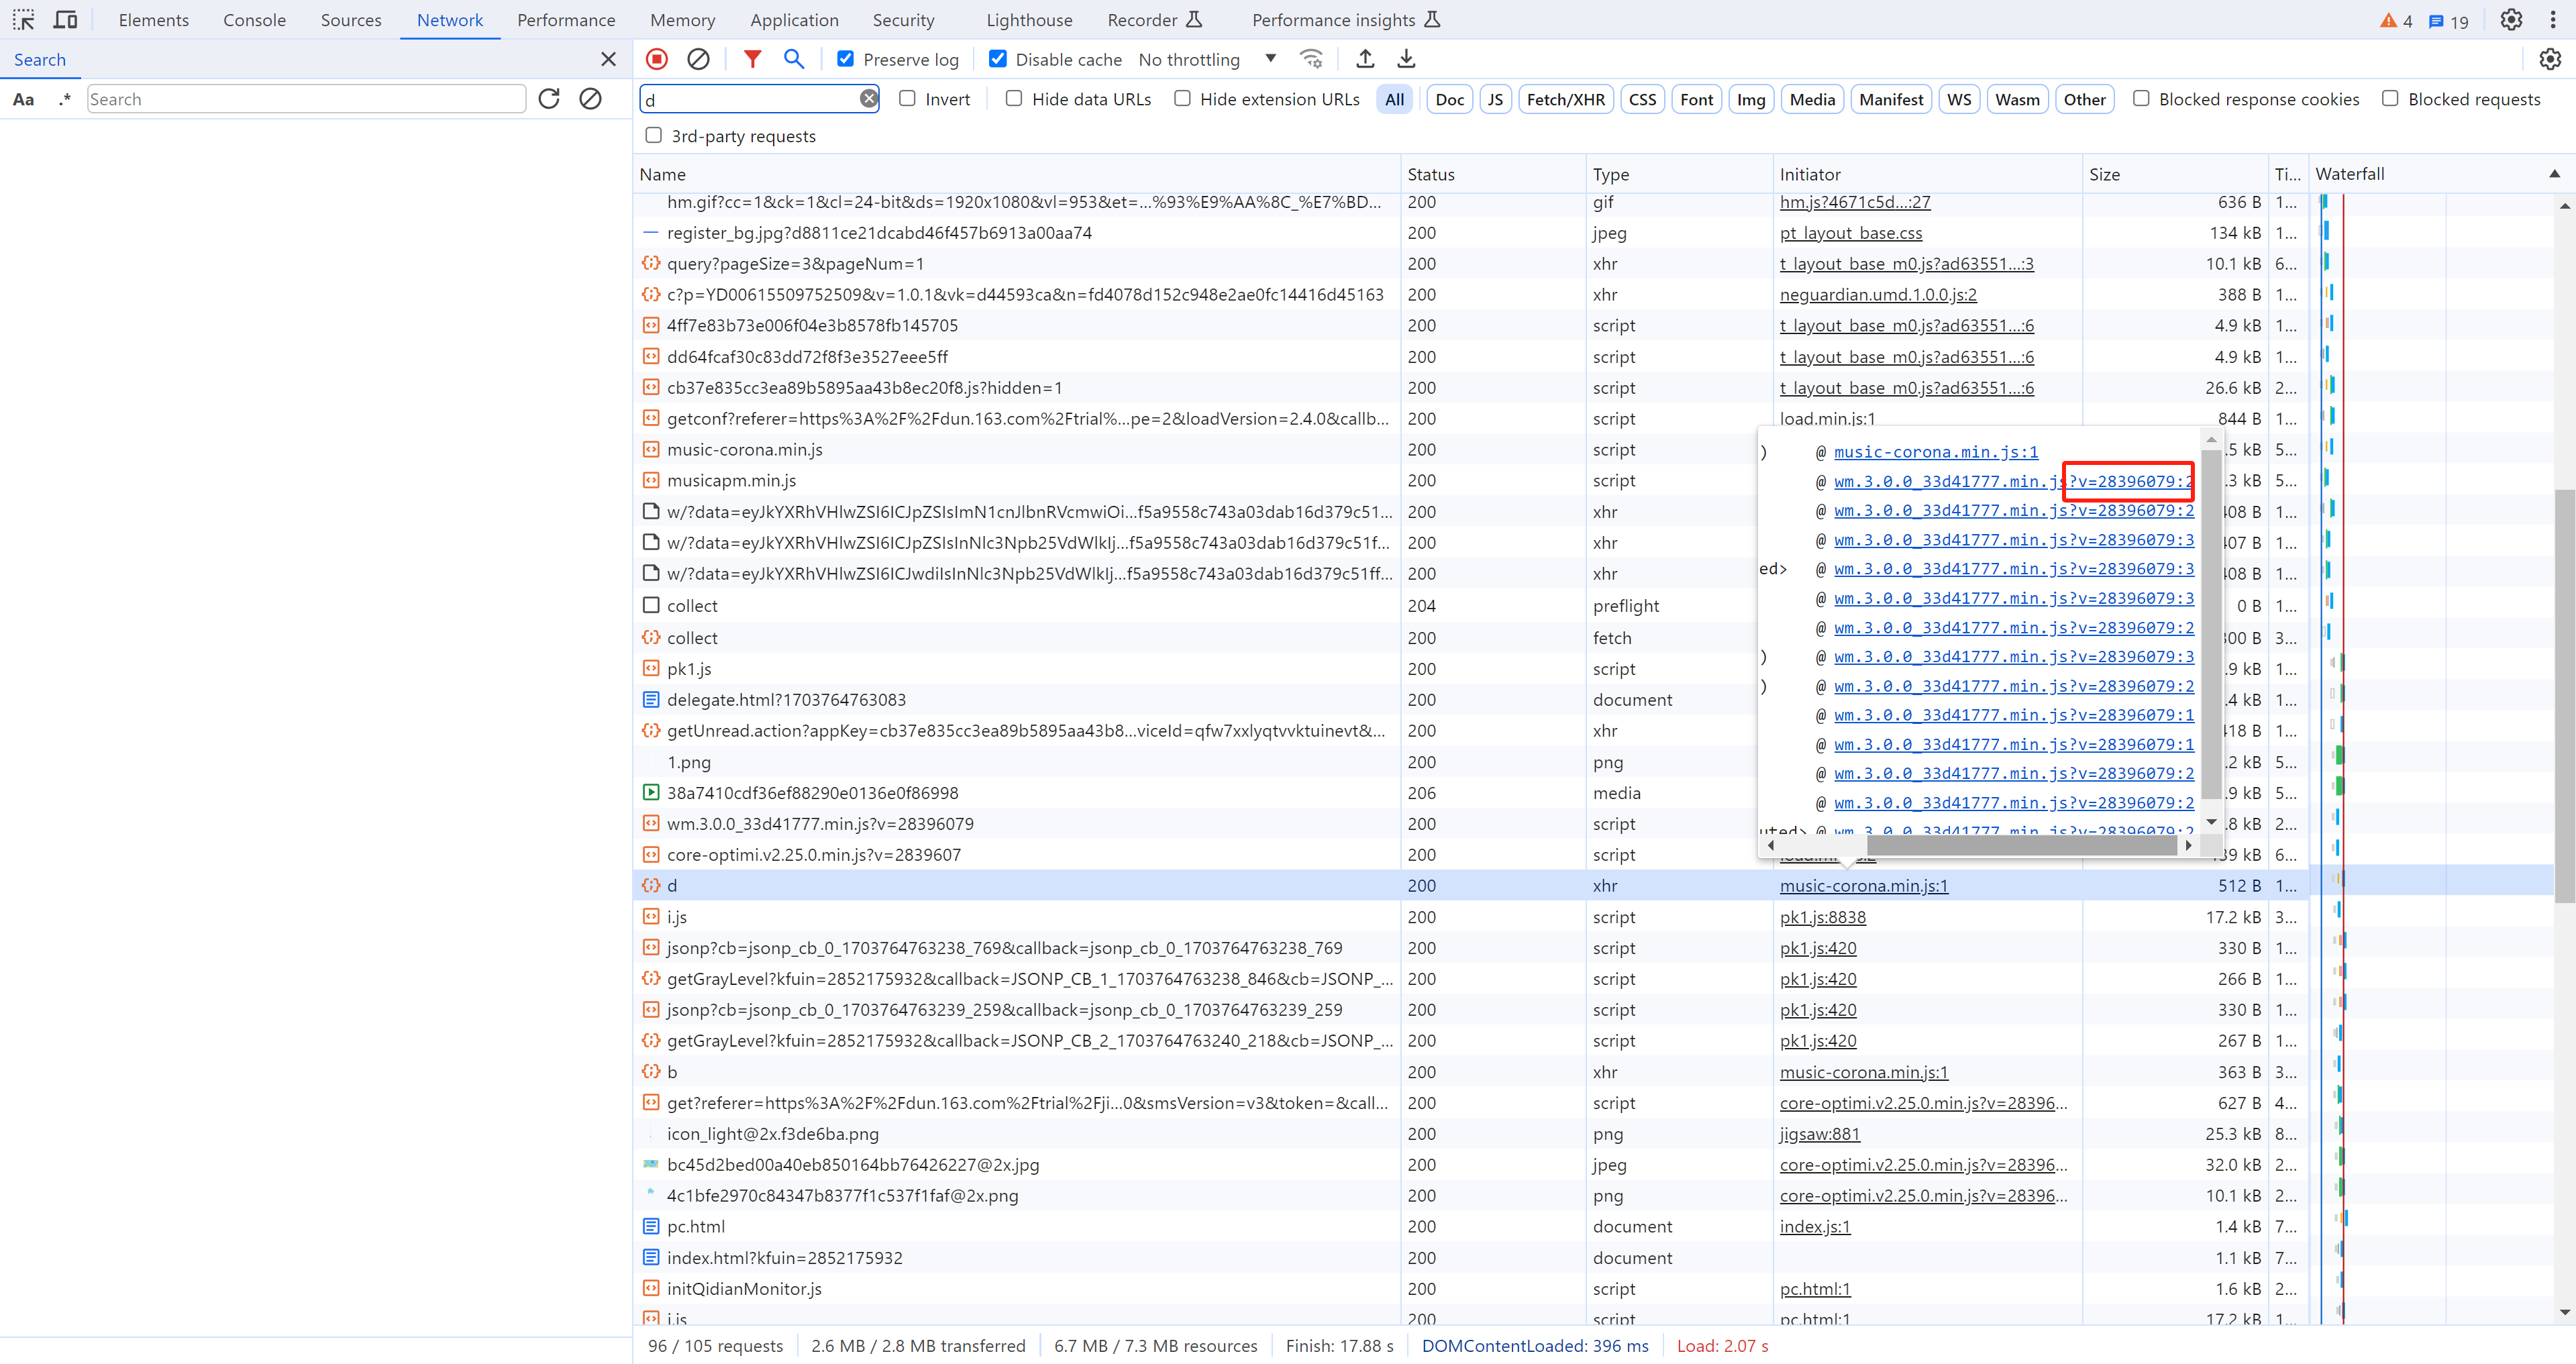 Elements Console Sources Network Performance Memory Application Security Lighthouse Recorder Performance insights 4 19
Search
Preserve log Disable cache No throttling
Aa .* Search
d Invert Hide data URLs Hide extension URLs All Doc JS Fetch/XHR CSS Font Img Media Manifest WS Wasm Other Blocked response cookies Blocked requests
3rd-party requests
Name Status Type Initiator Size Ti... Waterfall
hm.gif?cc=1&ck=1&cl=24-bit&ds=1920x1080&vl=953&et=...%93%E9%AA%8C_%E7%BD... 200 gif hm.js?4671c5d...:27 636 B 1...
register_bg.jpg?d8811ce21dcabd46f457b6913a00aa74 200 jpeg pt_layout_base.css 134 kB 1...
query?pageSize=3&pageNum=1 200 xhr t_layout_base_m0.js?ad63551...:3 10.1 kB 6...
c?p=YD00615509752509&v=1.0.1&vk=d44593ca&n=fd4078d152c948e2ae0fc14416d45163 200 xhr neguardian.umd.1.0.0.js:2 388 B 1...
4ff7e83b73e006f04e3b8578fb145705 200 script t_layout_base_m0.js?ad63551...:6 4.9 kB 1...
dd64fcaf30c83dd72f8f3e3527eee5ff 200 script t_layout_base_m0.js?ad63551...:6 4.9 kB 1...
cb37e835cc3ea89b5895aa43b8ec20f8.js?hidden=1 200 script t_layout_base_m0.js?ad63551...:6 26.6 kB 2...
getconf?referer=https%3A%2F%2Fdun.163.com%2Ftrial%...pe=2&loadVersion=2.4.0&callb... 200 script load.min.js:1 844 B 1...
music-corona.min.js 200 script .5 kB 5...
musicapm.min.js 200 script .3 kB 5...
w/?data=eyJkYXRhVHlwZSI6ICJpZSIsImN1cnJlbnRVcmwiOi...f5a9558c743a03dab16d379c51... 200 xhr 408 B 1...
w/?data=eyJkYXRhVHlwZSI6ICJpZSIsInNlc3Npb25VdWlkIj...f5a9558c743a03dab16d379c51f... 200 xhr 407 B 1...
w/?data=eyJkYXRhVHlwZSI6ICJwdiIsInNlc3Npb25VdWlkIj...f5a9558c743a03dab16d379c51ff... 200 xhr 408 B 1...
collect 204 preflight 0 B 1...
collect 200 fetch 300 B 3...
pk1.js 200 script .9 kB 1...
delegate.html?1703764763083 200 document .4 kB 1...
getUnread.action?appKey=cb37e835cc3ea89b5895aa43b8...viceId=qfw7xxlyqtvvktuinevt&... 200 xhr 418 B 1...
1.png 200 png .2 kB 5...
38a7410cdf36ef88290e0136e0f86998 206 media .9 kB 5...
wm.3.0.0_33d41777.min.js?v=28396079 200 script .8 kB 2...
core-optimi.v2.25.0.min.js?v=2839607 200 script load.min.js:2 39 kB 6...
) @ music-corona.min.js:1
@ wm.3.0.0_33d41777.min.js?v=28396079:2
@ wm.3.0.0_33d41777.min.js?v=28396079:2
@ wm.3.0.0_33d41777.min.js?v=28396079:3
ed> @ wm.3.0.0_33d41777.min.js?v=28396079:3
@ wm.3.0.0_33d41777.min.js?v=28396079:3
@ wm.3.0.0_33d41777.min.js?v=28396079:2
) @ wm.3.0.0_33d41777.min.js?v=28396079:3
) @ wm.3.0.0_33d41777.min.js?v=28396079:2
@ wm.3.0.0_33d41777.min.js?v=28396079:1
@ wm.3.0.0_33d41777.min.js?v=28396079:1
@ wm.3.0.0_33d41777.min.js?v=28396079:2
@ wm.3.0.0_33d41777.min.js?v=28396079:2
uted> @ wm.3.0.0_33d41777.min.js?v=28396079:2
d 200 xhr music-corona.min.js:1 512 B 1...
i.js 200 script pk1.js:8838 17.2 kB 3...
jsonp?cb=jsonp_cb_0_1703764763238_769&callback=jsonp_cb_0_1703764763238_769 200 script pk1.js:420 330 B 1...
getGrayLevel?kfuin=2852175932&callback=JSONP_CB_1_1703764763238_846&cb=JSONP_... 200 script pk1.js:420 266 B 1...
jsonp?cb=jsonp_cb_0_1703764763239_259&callback=jsonp_cb_0_1703764763239_259 200 script pk1.js:420 330 B 1...
getGrayLevel?kfuin=2852175932&callback=JSONP_CB_2_1703764763240_218&cb=JSONP_... 200 script pk1.js:420 267 B 1...
b 200 xhr music-corona.min.js:1 363 B 3...
get?referer=https%3A%2F%2Fdun.163.com%2Ftrial%2Fji...0&smsVersion=v3&token=&call... 200 script core-optimi.v2.25.0.min.js?v=28396... 627 B 4...
icon_light@2x.f3de6ba.png 200 png jigsaw:881 25.3 kB 8...
bc45d2bed00a40eb850164bb76426227@2x.jpg 200 jpeg core-optimi.v2.25.0.min.js?v=28396... 32.0 kB 2...
4c1bfe2970c84347b8377f1c537f1faf@2x.png 200 png core-optimi.v2.25.0.min.js?v=28396... 10.1 kB 2...
pc.html 200 document index.js:1 1.4 kB 7...
index.html?kfuin=2852175932 200 document 1.1 kB 7...
initQidianMonitor.js 200 script pc.html:1 1.6 kB 2...
i.js 200 script pc.html:1 17.2 kB 3...
96 / 105 requests 2.6 MB / 2.8 MB transferred 6.7 MB / 7.3 MB resources Finish: 17.88 s DOMContentLoaded: 396 ms Load: 2.07 s